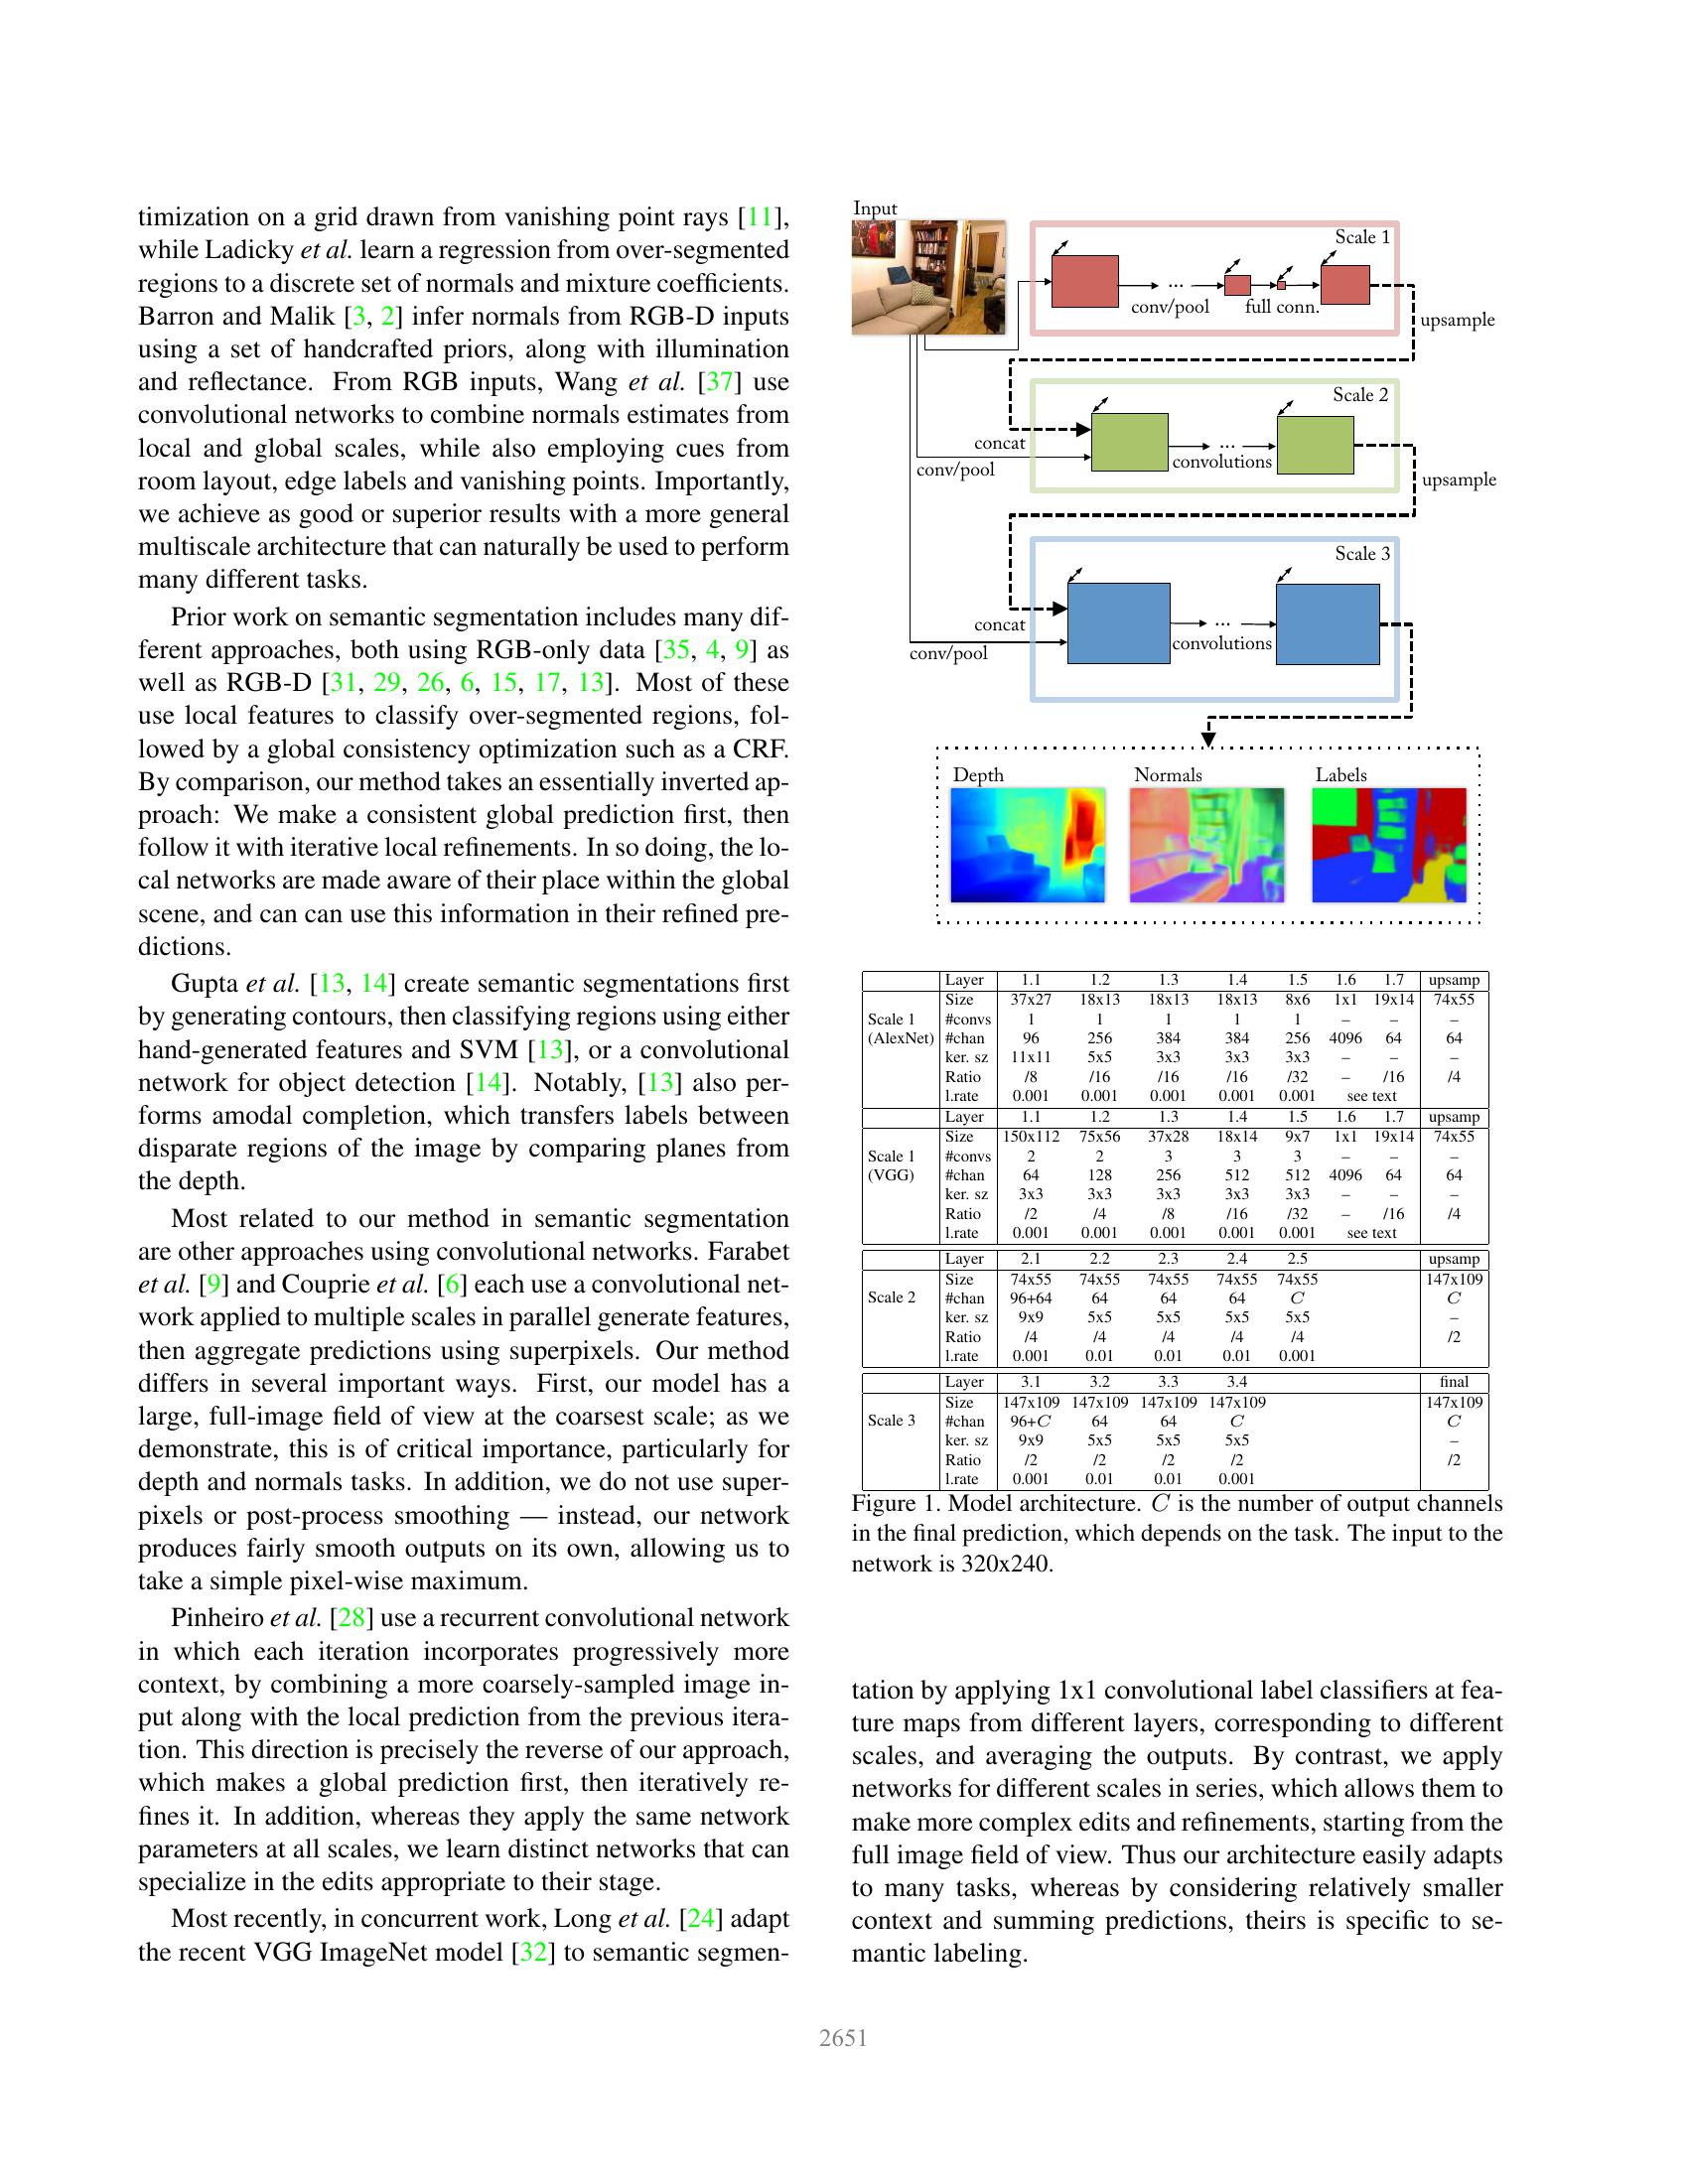 timization on a grid drawn from vanishing point rays [11],
while Ladicky et al. learn a regression from over-segmented
regions to a discrete set of normals and mixture coefficients.
Barron and Malik [3, 2] infer normals from RGB-D inputs
using a set of handcrafted priors, along with illumination
and reflectance. From RGB inputs, Wang et al. [37] use
convolutional networks to combine normals estimates from
local and global scales, while also employing cues from
room layout, edge labels and vanishing points. Importantly,
we achieve as good or superior results with a more general
multiscale architecture that can naturally be used to perform
many different tasks.
Prior work on semantic segmentation includes many dif-
ferent approaches, both using RGB-only data [35, 4, 9] as
well as RGB-D [31, 29, 26, 6, 15, 17, 13]. Most of these
use local features to classify over-segmented regions, fol-
lowed by a global consistency optimization such as a CRF.
By comparison, our method takes an essentially inverted ap-
proach: We make a consistent global prediction first, then
follow it with iterative local refinements. In so doing, the lo-
cal networks are made aware of their place within the global
scene, and can can use this information in their refined pre-
dictions.
Gupta et al. [13, 14] create semantic segmentations first
by generating contours, then classifying regions using either
hand-generated features and SVM [13], or a convolutional
network for object detection [14]. Notably, [13] also per-
forms amodal completion, which transfers labels between
disparate regions of the image by comparing planes from
the depth.
Most related to our method in semantic segmentation
are other approaches using convolutional networks. Farabet
et al. [9] and Couprie et al. [6] each use a convolutional net-
work applied to multiple scales in parallel generate features,
then aggregate predictions using superpixels. Our method
differs in several important ways. First, our model has a
large, full-image field of view at the coarsest scale; as we
demonstrate, this is of critical importance, particularly for
depth and normals tasks. In addition, we do not use super-
pixels or post-process smoothing — instead, our network
produces fairly smooth outputs on its own, allowing us to
take a simple pixel-wise maximum.
Pinheiro et al. [28] use a recurrent convolutional network
in which each iteration incorporates progressively more
context, by combining a more coarsely-sampled image in-
put along with the local prediction from the previous itera-
tion. This direction is precisely the reverse of our approach,
which makes a global prediction first, then iteratively re-
fines it. In addition, whereas they apply the same network
parameters at all scales, we learn distinct networks that can
specialize in the edits appropriate to their stage.
Most recently, in concurrent work, Long et al. [24] adapt
the recent VGG ImageNet model [32] to semantic segmen-
Input
Scale 1
... 
conv/pool full conn.
upsample
Scale 2
concat
...
convolutions
conv/pool
upsample
Scale 3
concat
...
convolutions
conv/pool
Depth Normals Labels
Layer 1.1 1.2 1.3 1.4 1.5 1.6 1.7 upsamp
Size 37x27 18x13 18x13 18x13 8x6 1x1 19x14 74x55
Scale 1 #convs 1 1 1 1 1 – – –
(AlexNet) #chan 96 256 384 384 256 4096 64 64
ker. sz 11x11 5x5 3x3 3x3 3x3 – – –
Ratio /8 /16 /16 /16 /32 – /16 /4
l.rate 0.001 0.001 0.001 0.001 0.001 see text
Layer 1.1 1.2 1.3 1.4 1.5 1.6 1.7 upsamp
Size 150x112 75x56 37x28 18x14 9x7 1x1 19x14 74x55
Scale 1 #convs 2 2 3 3 3 – – –
(VGG) #chan 64 128 256 512 512 4096 64 64
ker. sz 3x3 3x3 3x3 3x3 3x3 – – –
Ratio /2 /4 /8 /16 /32 – /16 /4
l.rate 0.001 0.001 0.001 0.001 0.001 see text
Layer 2.1 2.2 2.3 2.4 2.5 upsamp
Size 74x55 74x55 74x55 74x55 74x55 147x109
Scale 2 #chan 96+64 64 64 64 C C
ker. sz 9x9 5x5 5x5 5x5 5x5 –
Ratio /4 /4 /4 /4 /4 /2
l.rate 0.001 0.01 0.01 0.01 0.001
Layer 3.1 3.2 3.3 3.4 final
Size 147x109 147x109 147x109 147x109 147x109
Scale 3 #chan 96+C 64 64 C C
ker. sz 9x9 5x5 5x5 5x5 –
Ratio /2 /2 /2 /2 /2
l.rate 0.001 0.01 0.01 0.001
Figure 1. Model architecture. C is the number of output channels
in the final prediction, which depends on the task. The input to the
network is 320x240.
tation by applying 1x1 convolutional label classifiers at fea-
ture maps from different layers, corresponding to different
scales, and averaging the outputs. By contrast, we apply
networks for different scales in series, which allows them to
make more complex edits and refinements, starting from the
full image field of view. Thus our architecture easily adapts
to many tasks, whereas by considering relatively smaller
context and summing predictions, theirs is specific to se-
mantic labeling.
2651